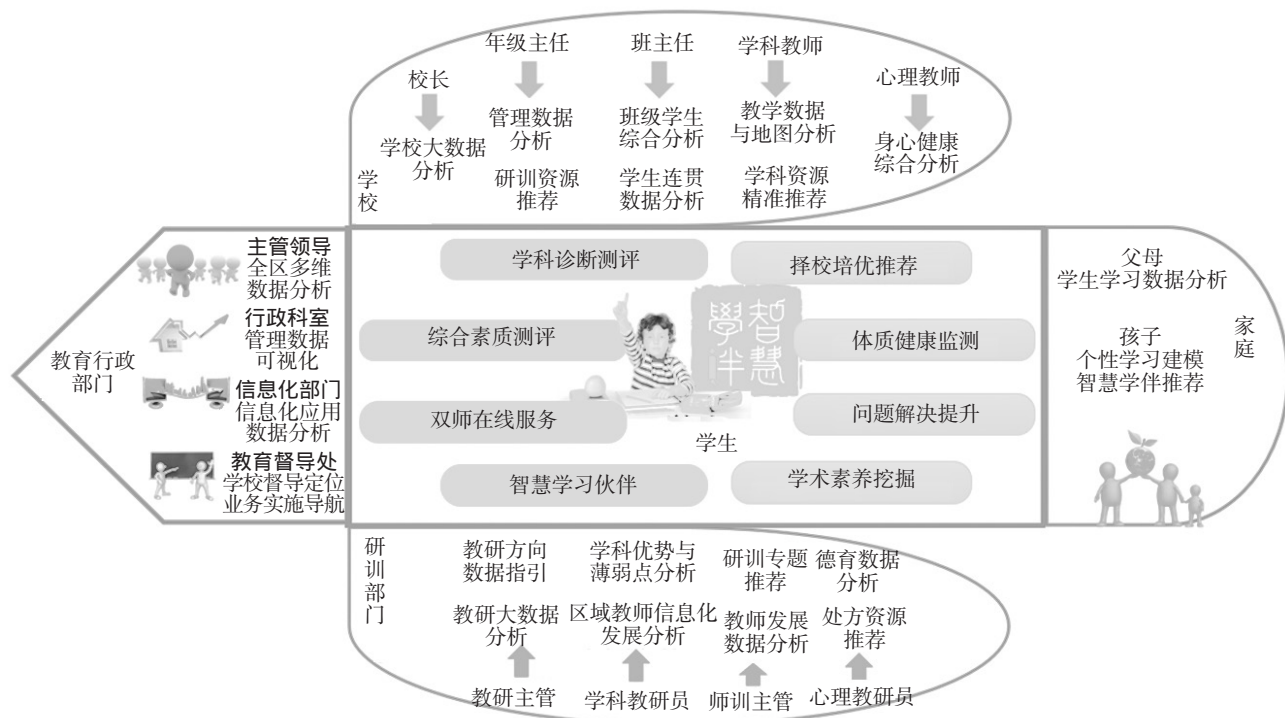 年级主任
班主任
学科教师
校长
心理教师
管理数据
分析
班级学生
综合分析
教学数据
与地图分析
学校大数据
分析
身心健康
综合分析
学校
研训资源
推荐
学生连贯
数据分析
学科资源
精准推荐
教育行政
部门
主管领导
全区多维
数据分析
行政科室
管理数据
可视化
信息化部门
信息化应用
数据分析
教育督导处
学校督导定位
业务实施导航
学科诊断测评
择校培优推荐
综合素质测评
體质健康监测
双师在线服务
问题解决提升
智慧学习伙伴
学术素养挖掘
智慧
學伴
学生
父母
学生学习数据分析
孩子
个性学习建模
智慧学伴推荐
家庭
研训部门
教研方向
数据指引
学科优势与
薄弱点分析
研训专题
推荐
德育数据
分析
教研大数据
分析
区域教师信息化
发展分析
教师发展
数据分析
处方资源
推荐
教研主管
学科教研员
师训主管
心理教研员